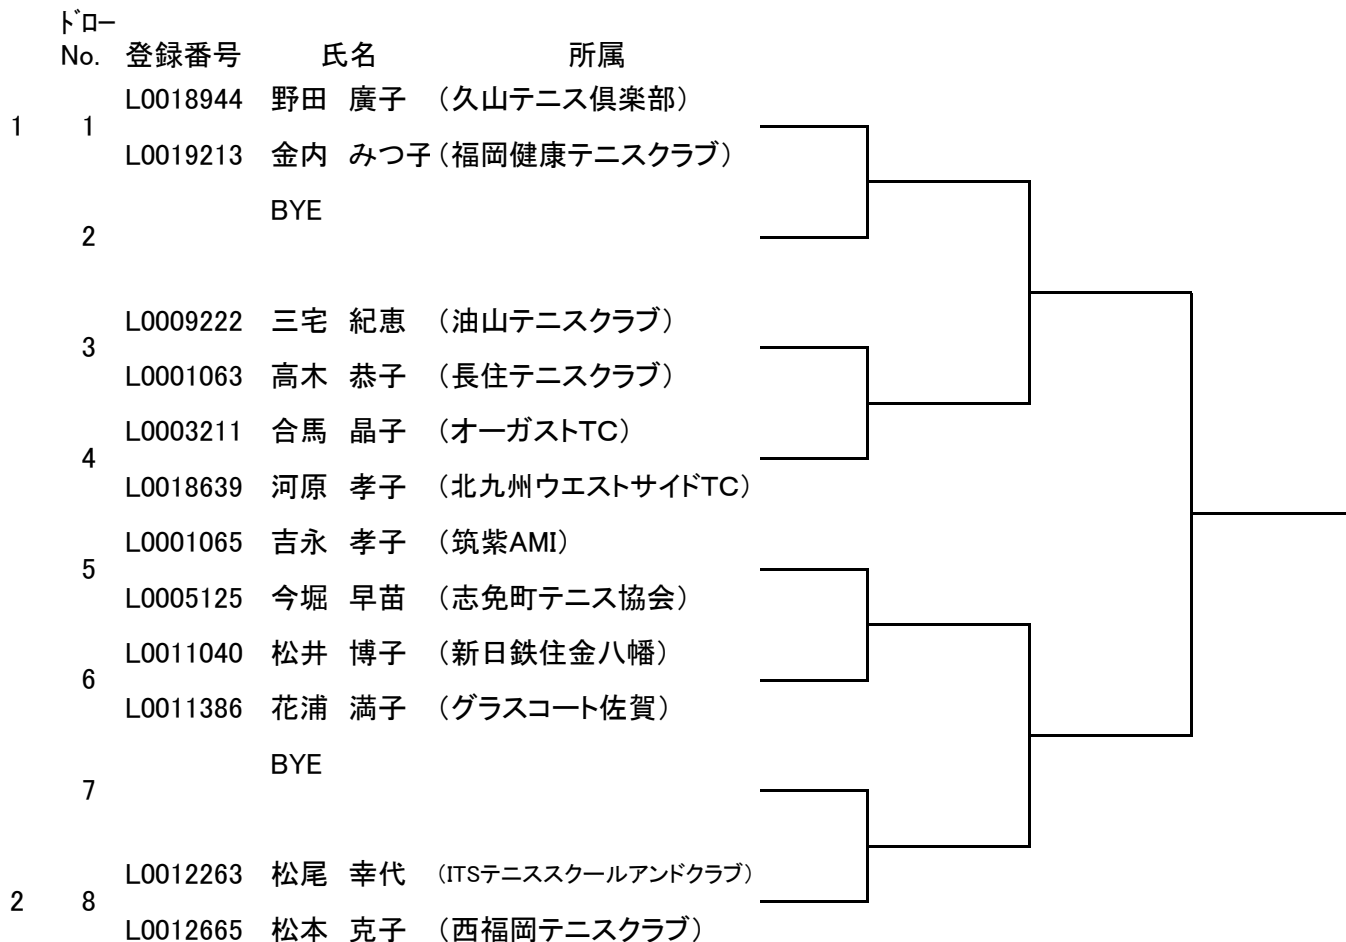 ﾄﾞﾛｰ
No. 登録番号 氏名 所属
L0018944 野田 廣子 (久山テニス倶楽部)
1 1
L0019213 金内 みつ子 (福岡健康テニスクラブ)
BYE
2
L0009222 三宅 紀恵 (油山テニスクラブ)
3
L0001063 高木 恭子 (長住テニスクラブ)
L0003211 合馬 晶子 (オーガストTC)
4
L0018639 河原 孝子 (北九州ウエストサイドTC)
L0001065 吉永 孝子 (筑紫AMI)
5
L0005125 今堀 早苗 (志免町テニス協会)
L0011040 松井 博子 (新日鉄住金八幡)
6
L0011386 花浦 満子 (グラスコート佐賀)
BYE
7
L0012263 松尾 幸代 (ITSテニススクールアンドクラブ)
2 8
L0012665 松本 克子 (西福岡テニスクラブ)